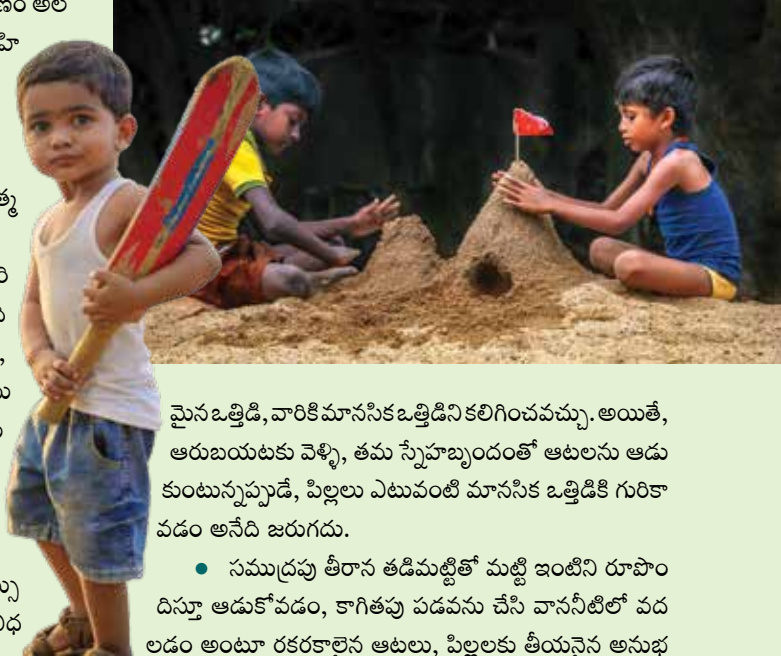 మైన ఒత్తిడి, వారికి మానసిక ఒత్తిడిని కలిగించవచ్చు. అయితే,
ఆరుబయటకు వెళ్ళి, తమ స్నేహబృందంతో ఆటలను ఆడు
కుంటున్నప్పుడే, పిల్లలు ఎటువంటి మానసిక ఒత్తిడికి గురికా
వడం అనేది జరుగదు.
● సముద్రపు తీరాన తడిమట్టితో మట్టి ఇంటిని రూపొం
దిస్తూ ఆడుకోవడం, కాగితపు పడవను చేసి వాననీటిలో వద
లడం అంటూ రకరకాలైన ఆటలు, పిల్లలకు తీయనైన అనుభ